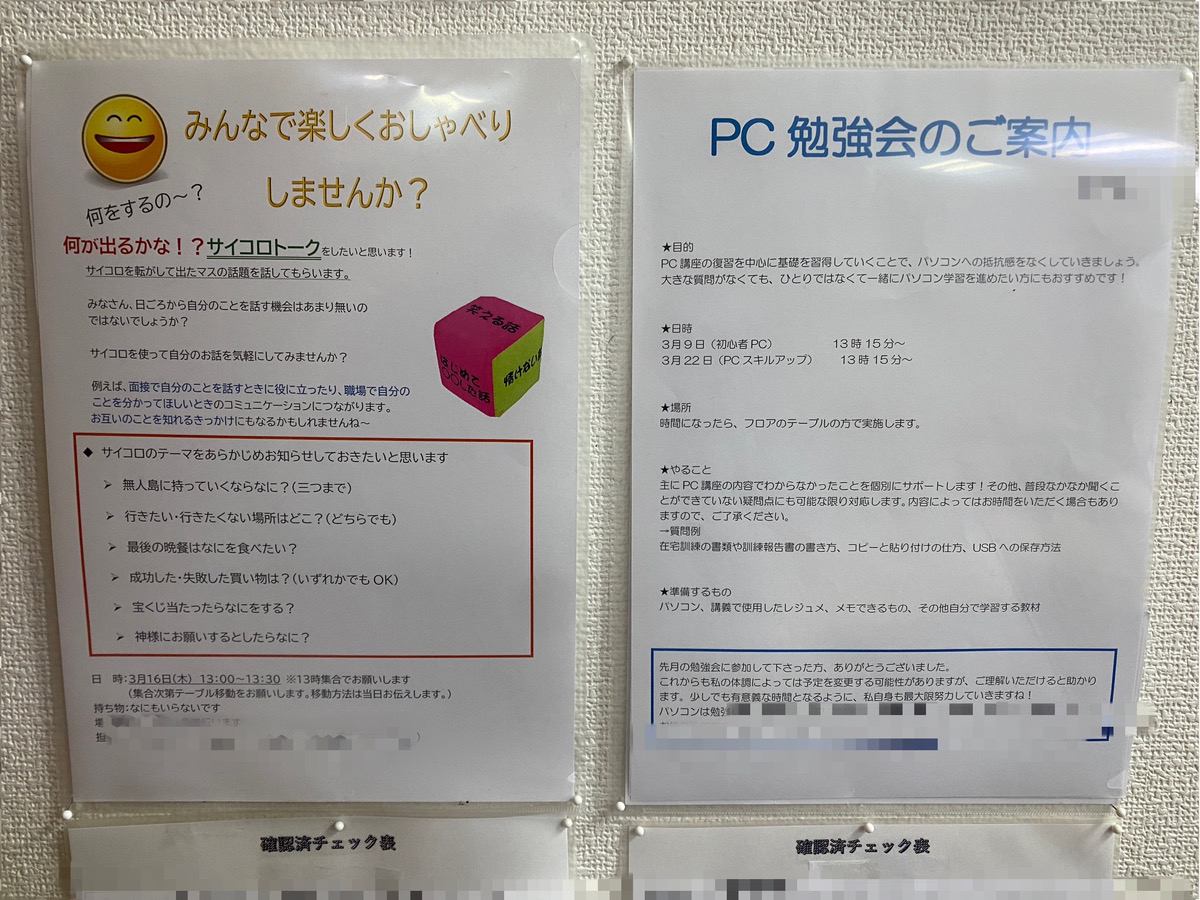 みんなで楽しくおしゃべり
しませんか？
何をするの～？
何が出るかな！？サイコロトークをしたいと思います！
サイコロを転がして出たマスの話題を話してもらいます。
みなさん、日ごろから自分のことを話す機会はあまり無いの
ではないでしょうか？
サイコロを使って自分のお話を気軽にしてみませんか？
例えば、面接で自分のことを話すときに役に立ったり、職場で自分の
ことを分かってほしいときのコミュニケーションにつながります。
お互いのことを知れるきっかけにもなるかもしれませんね～
笑える話
はじめて
〇〇した話
情けない
◆ サイコロのテーマをあらかじめお知らせしておきたいと思います
➢ 無人島に持っていくならなに？(三つまで)
➢ 行きたい・行きたくない場所はどこ？(どちらでも)
➢ 最後の晩餐はなにを食べたい？
➢ 成功した・失敗した買い物は？(いずれかでも OK)
➢ 宝くじ当たったらなにをする？
➢ 神様にお願いするとしたらなに？
日 時：3月16日(木) 13:00～13:30 ※13時集合でお願いします
(集合次第テーブル移動をお願いします。移動方法は当日お伝えします。)
持ち物：なにもいらないです
確認済チェック表
PC 勉強会のご案内
★目的
PC 講座の復習を中心に基礎を習得していくことで、パソコンへの抵抗感をなくしていきましょう。
大きな質問がなくても、ひとりではなくて一緒にパソコン学習を進めたい方にもおすすめです！
★日時
3月9日（初心者 PC） 13時15分～
3月22日（PC スキルアップ） 13時15分～
★場所
時間になったら、フロアのテーブルの方で実施します。
★やること
主に PC 講座の内容でわからなかったことを個別にサポートします！その他、普段なかなか聞くこ
とができていない疑問点にも可能な限り対応します。内容によってはお時間をいただく場合もあり
ますので、ご了承ください。
→質問例
在宅訓練の書類や訓練報告書の書き方、コピーと貼り付けの仕方、USB への保存方法
★準備するもの
パソコン、講義で使用したレジュメ、メモできるもの、その他自分で学習する教材
先月の勉強会に参加して下さった方、ありがとうございました。
これからも私の体調によっては予定を変更する可能性がありますが、ご理解いただけると助かり
ます。少しでも有意義な時間となるように、私自身も最大限努力していきますね！
パソコンは勉強
確認済チェック表